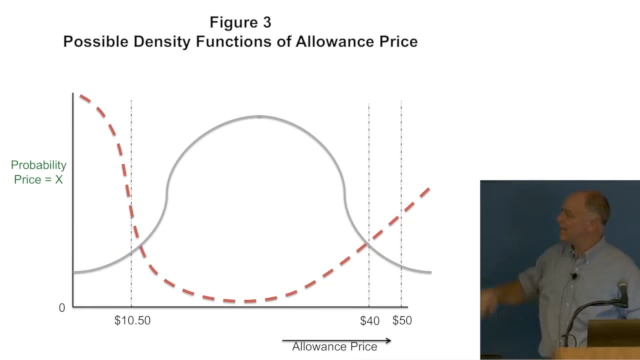 Figure 3
Possible Density Functions of Allowance Price
Probability
Price = X
0
$10.50
$40
$50
Allowance Price